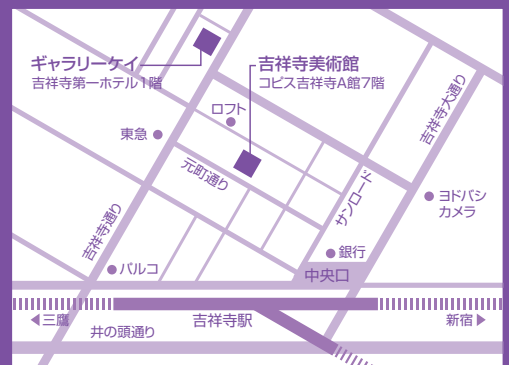 ギャラリーケイ
吉祥寺第一ホテル1階
吉祥寺美術館
コピス吉祥寺A館7階
ロフト
東急
元町通り
吉祥寺大通り
サンロード
ヨドバシ
カメラ
吉祥寺通り
パルコ
銀行
中央口
三鷹
吉祥寺駅
新宿
井の頭通り